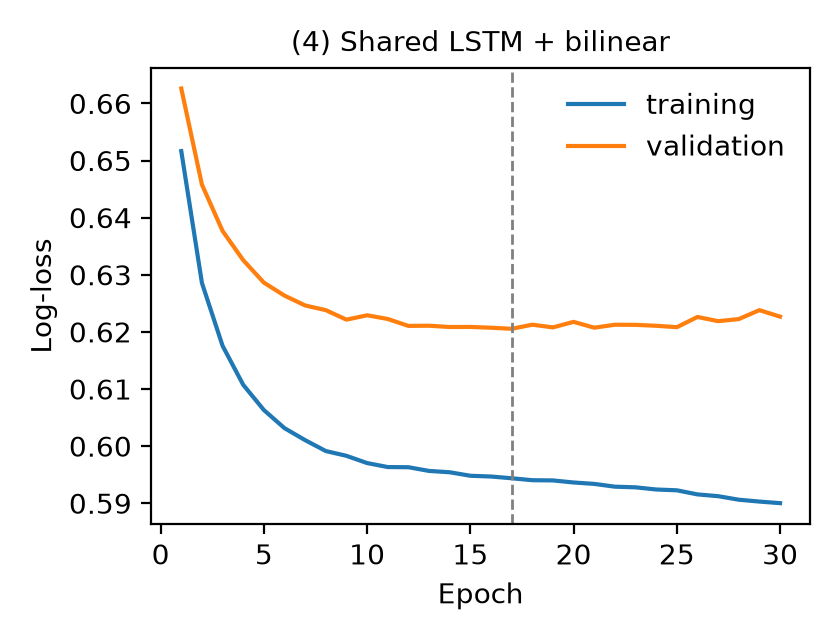 (4) Shared LSTM + bilinear
training
validation
Log-loss
0.66
0.65
0.64
0.63
0.62
0.61
0.60
0.59
0 5 10 15 20 25 30
Epoch